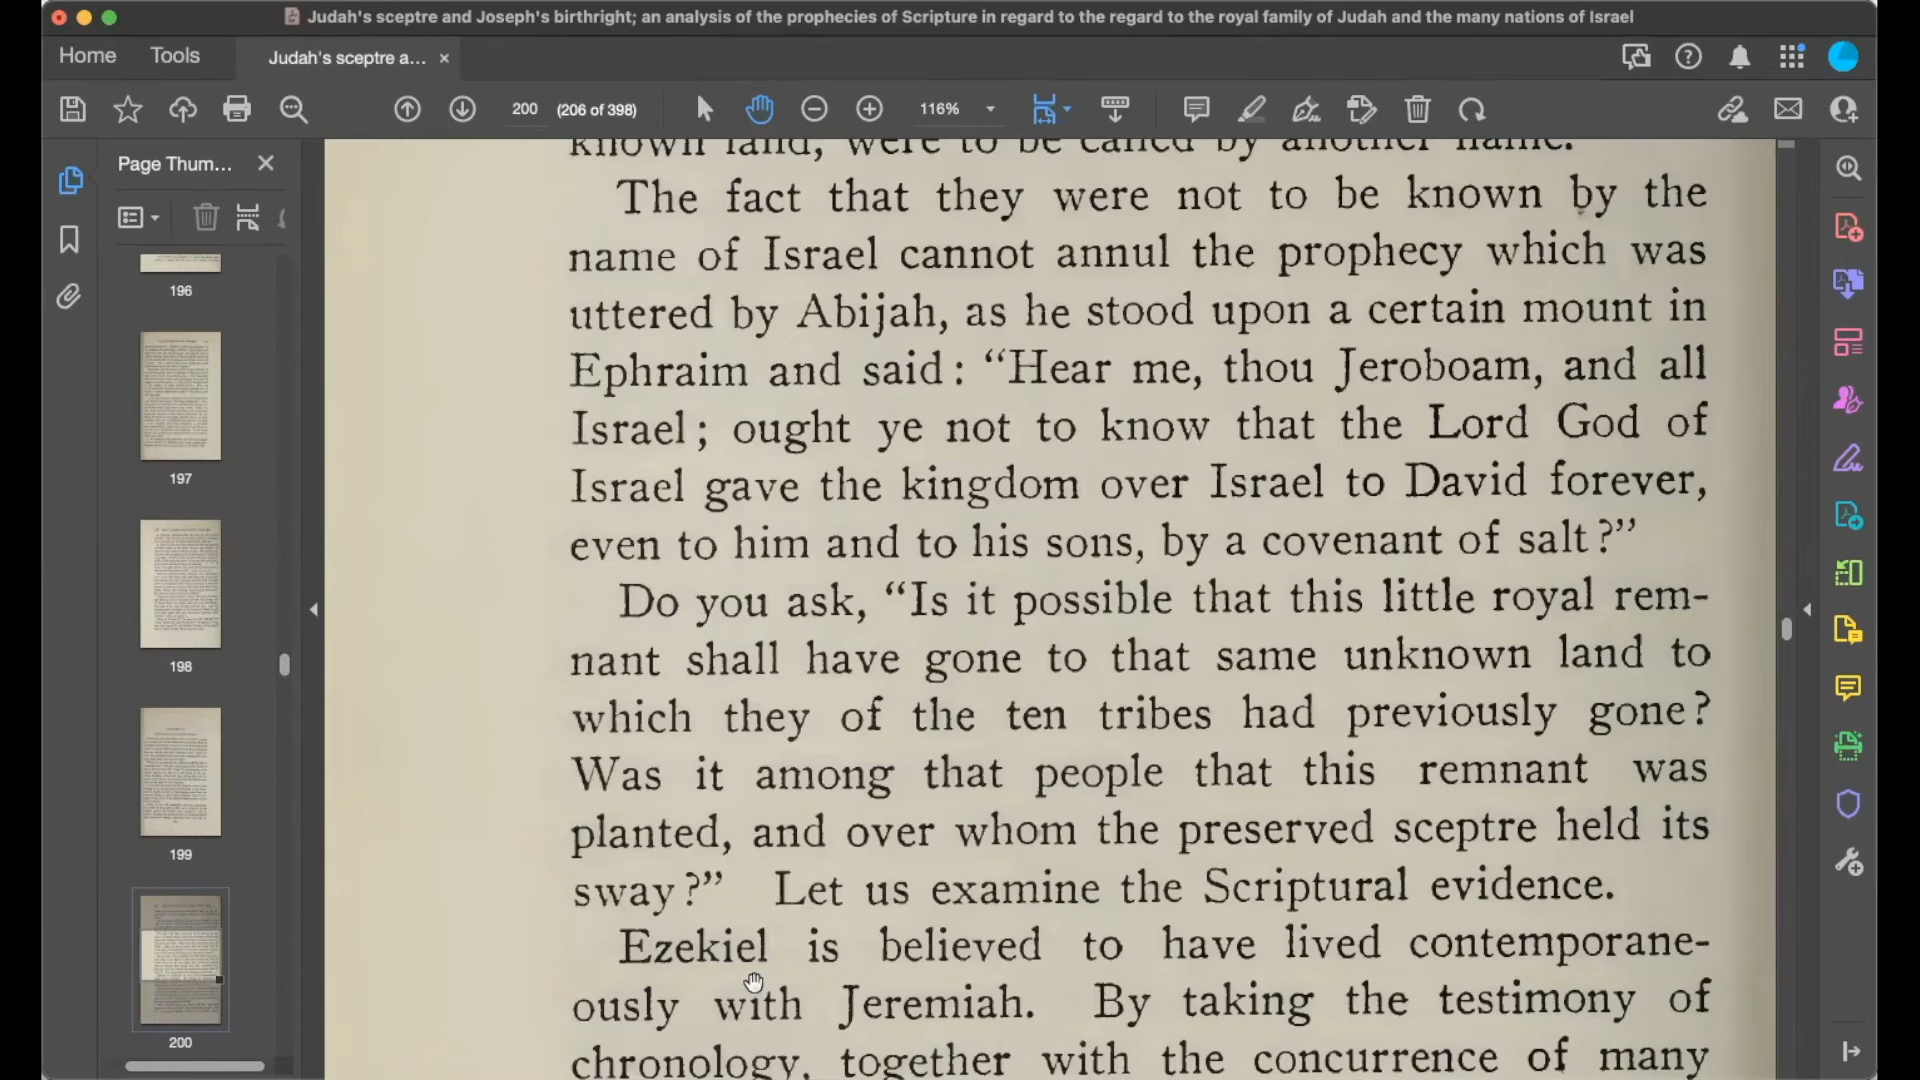 Judah's sceptre and Joseph's birthright; an analysis of the prophecies of Scripture in regard to the regard to the royal family of Judah and the many nations of Israel
Home Tools Judah's sceptre a... ×
200 (206 of 398) 116%
Page Thum...
196
197
198
199
200
known land, were to be called by another name.
The fact that they were not to be known by the
name of Israel cannot annul the prophecy which was
uttered by Abijah, as he stood upon a certain mount in
Ephraim and said: “Hear me, thou Jeroboam, and all
Israel; ought ye not to know that the Lord God of
Israel gave the kingdom over Israel to David forever,
even to him and to his sons, by a covenant of salt?”
Do you ask, “Is it possible that this little royal rem-
nant shall have gone to that same unknown land to
which they of the ten tribes had previously gone?
Was it among that people that this remnant was
planted, and over whom the preserved sceptre held its
sway?” Let us examine the Scriptural evidence.
Ezekiel is believed to have lived contemporane-
ously with Jeremiah. By taking the testimony of
chronology, together with the concurrence of many